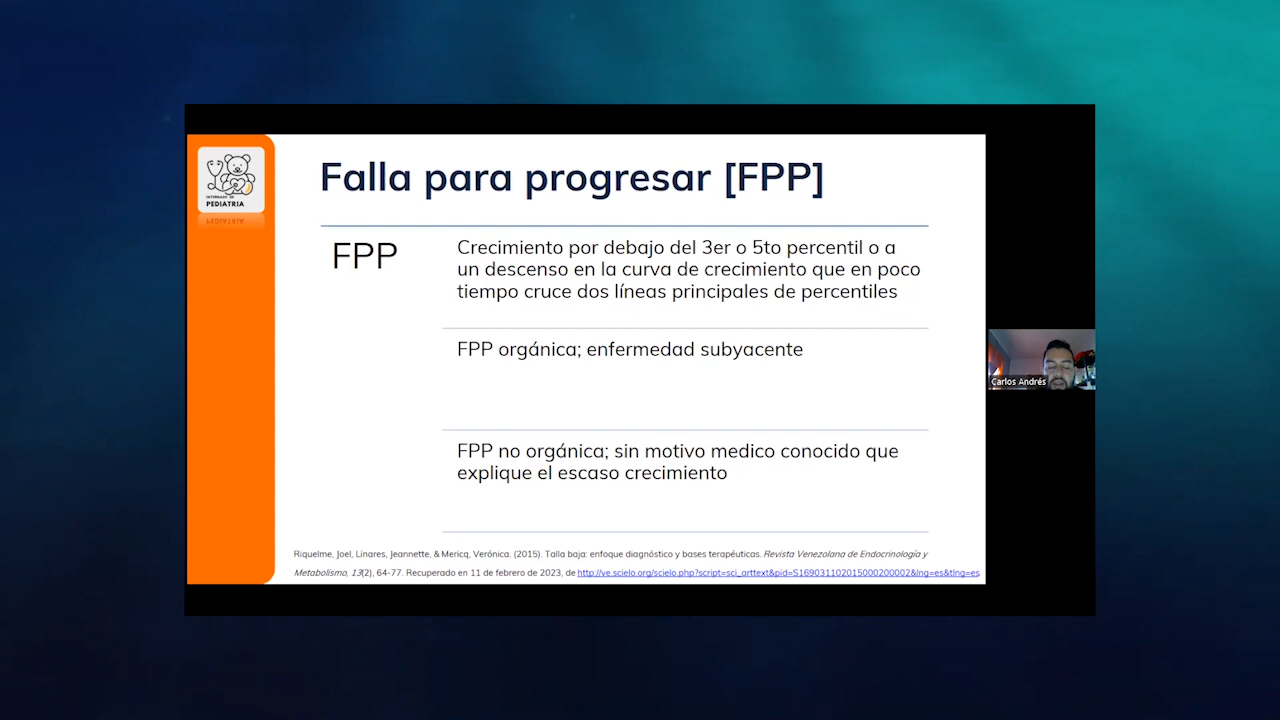 INTERNADO DE
PEDIATRIA
Falla para progresar [FPP]
FPP
Crecimiento por debajo del 3er o 5to percentil o a
un descenso en la curva de crecimiento que en poco
tiempo cruce dos líneas principales de percentiles
FPP orgánica; enfermedad subyacente
FPP no orgánica; sin motivo medico conocido que
explique el escaso crecimiento
Riquelme, Joel, Linares, Jeannette, & Mericq, Verónica. (2015). Talla baja: enfoque diagnóstico y bases terapéuticas. Revista Venezolana de Endocrinología y
Metabolismo, 13(2), 64-77. Recuperado en 11 de febrero de 2023, de http://ve.scielo.org/scielo.php?script=sci_arttext&pid=S169031102015000200002&lng=es&tlng=es
Carlos Andrés